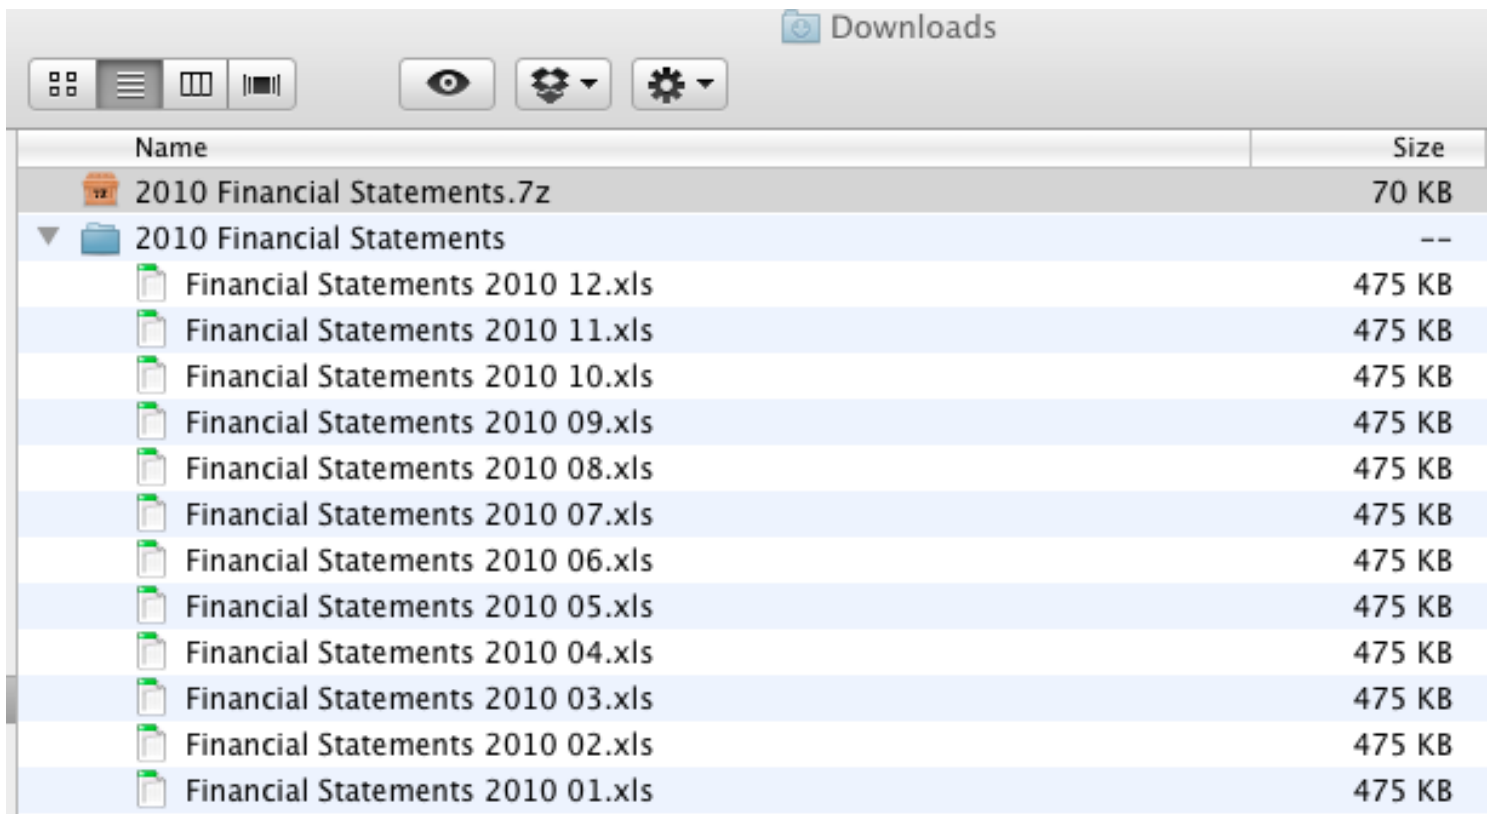 Downloads
Name Size
2010 Financial Statements.7z 70 KB
2010 Financial Statements --
Financial Statements 2010 12.xls 475 KB
Financial Statements 2010 11.xls 475 KB
Financial Statements 2010 10.xls 475 KB
Financial Statements 2010 09.xls 475 KB
Financial Statements 2010 08.xls 475 KB
Financial Statements 2010 07.xls 475 KB
Financial Statements 2010 06.xls 475 KB
Financial Statements 2010 05.xls 475 KB
Financial Statements 2010 04.xls 475 KB
Financial Statements 2010 03.xls 475 KB
Financial Statements 2010 02.xls 475 KB
Financial Statements 2010 01.xls 475 KB